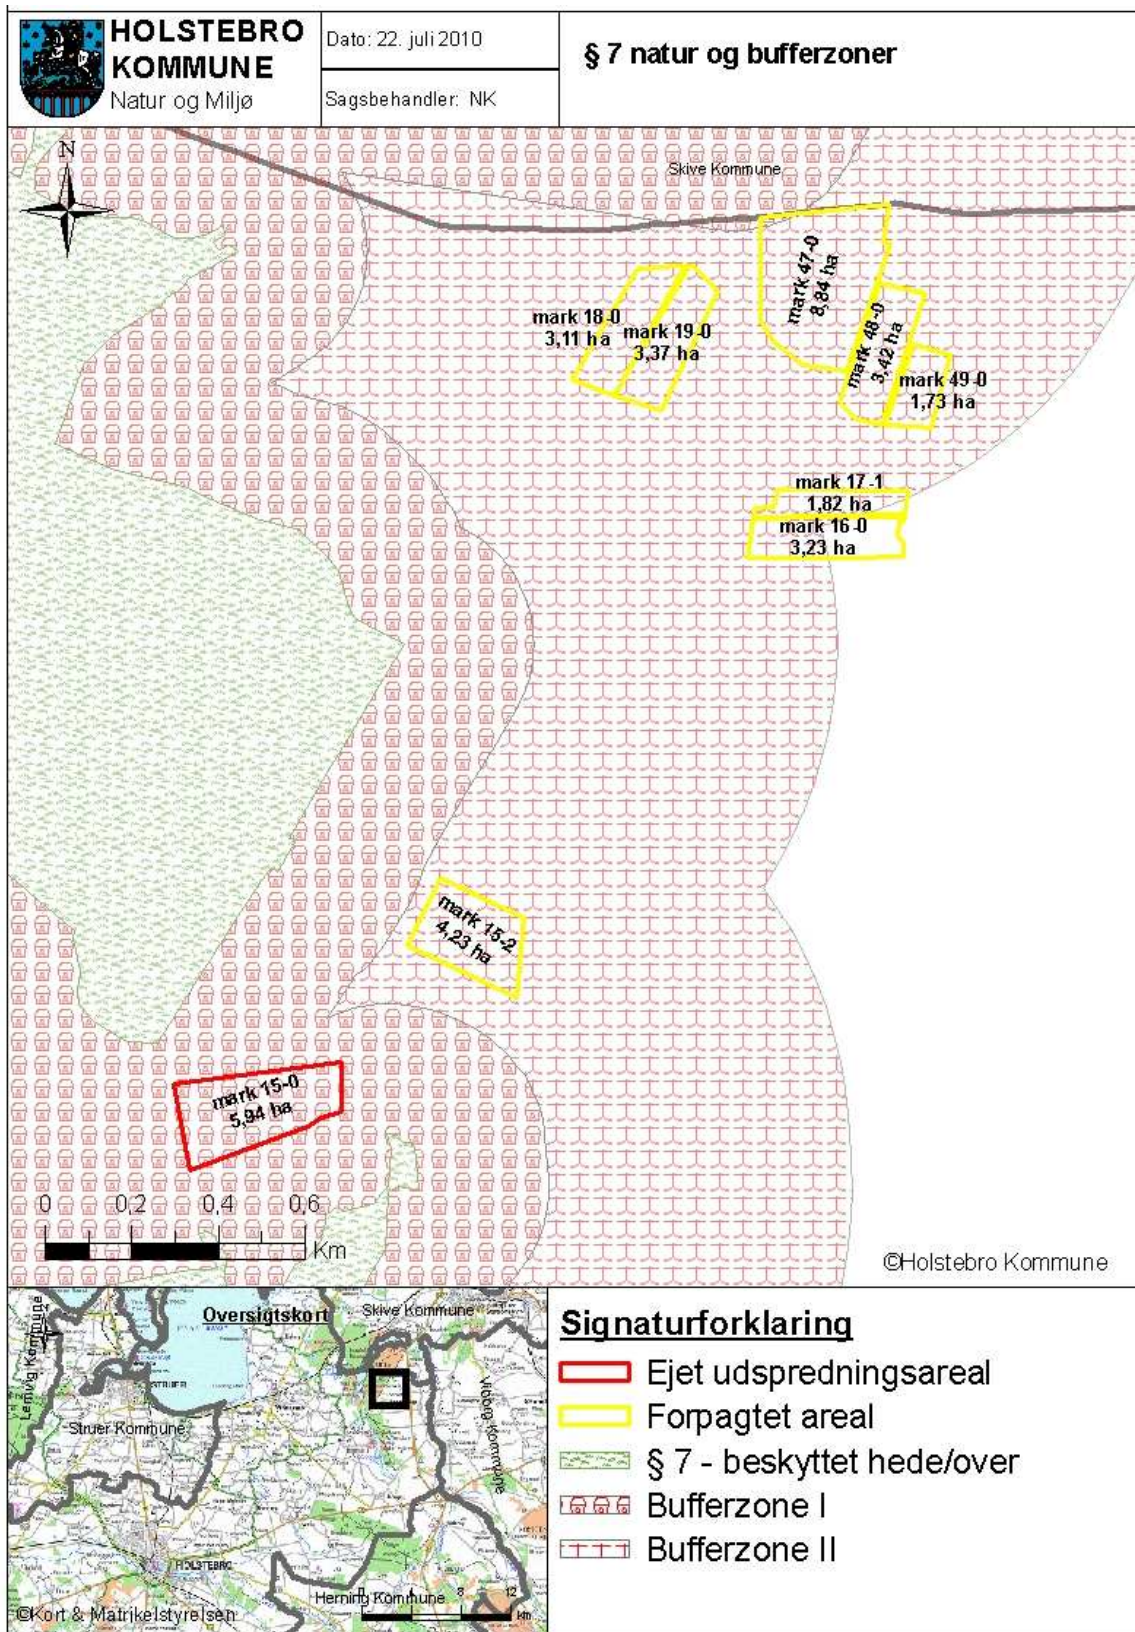 HOLSTEBRO
KOMMUNE
Natur og Miljø
Dato: 22. juli 2010
Sagsbehandler: NK
§ 7 natur og bufferzoner
N
Skive Kommune
mark 47-0
8,84 ha
mark 18-0
3,11 ha
mark 19-0
3,37 ha
mark 48-0
3,42 ha
mark 49-0
1,73 ha
mark 17-1
1,82 ha
mark 16-0
3,23 ha
mark 15-2
4,23 ha
mark 15-0
5,94 ha
0 0,2 0,4 0,6
Km
©Holstebro Kommune
Oversigtskort
Skive Kommune
Lemvig Kommune
STRUER
Struer Kommune
Viborg Kommune
HOLSTEBRO
Herning Kommune
12
km
©Kort & Matrikelstyrelsen
Signaturforklaring
Ejet udspredningsareal
Forpagtet areal
§ 7 - beskyttet hede/over
Bufferzone I
Bufferzone II